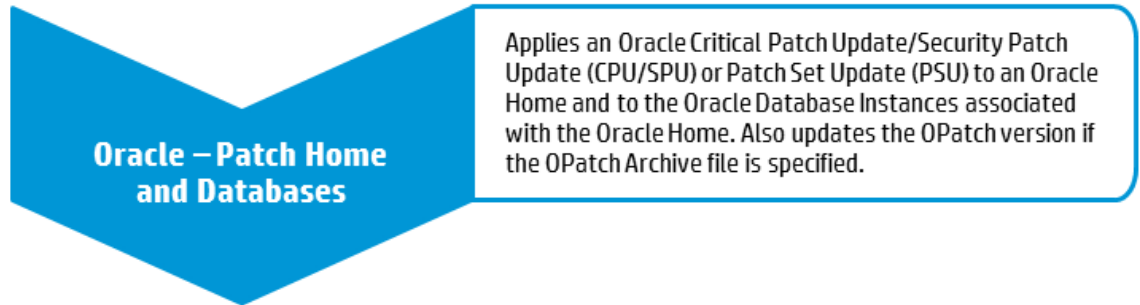 Oracle – Patch Home
and Databases
Applies an Oracle Critical Patch Update/Security Patch
Update (CPU/SPU) or Patch Set Update (PSU) to an Oracle
Home and to the Oracle Database Instances associated
with the Oracle Home. Also updates the OPatch version if
the OPatch Archive file is specified.